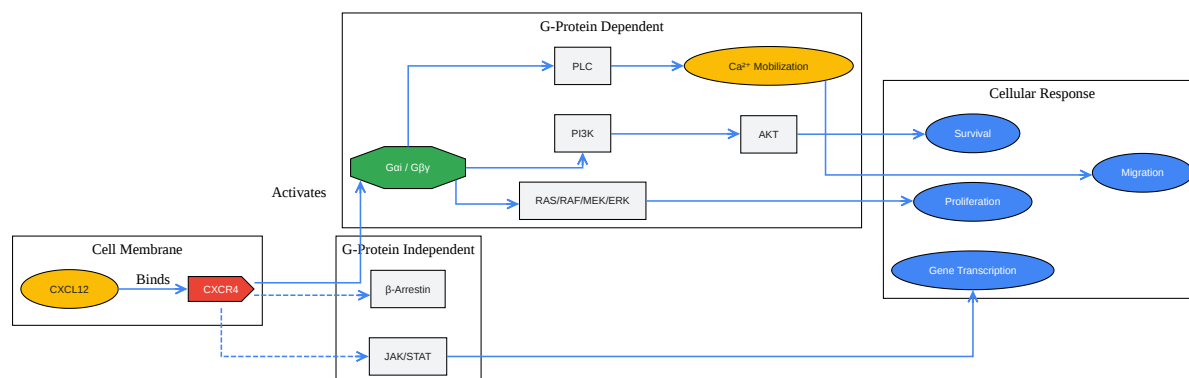 G-Protein Dependent
PLC
Ca²⁺ Mobilization
Cellular Response
PI3K
AKT
Survival
Gαi / Gβγ
Migration
Activates
RAS/RAF/MEK/ERK
Proliferation
Cell Membrane
G-Protein Independent
Gene Transcription
Binds
CXCL12
CXCR4
β-Arrestin
JAK/STAT